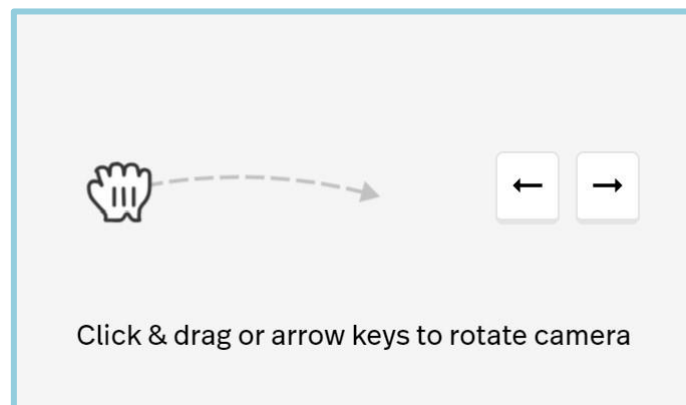 ← →
Click & drag or arrow keys to rotate camera